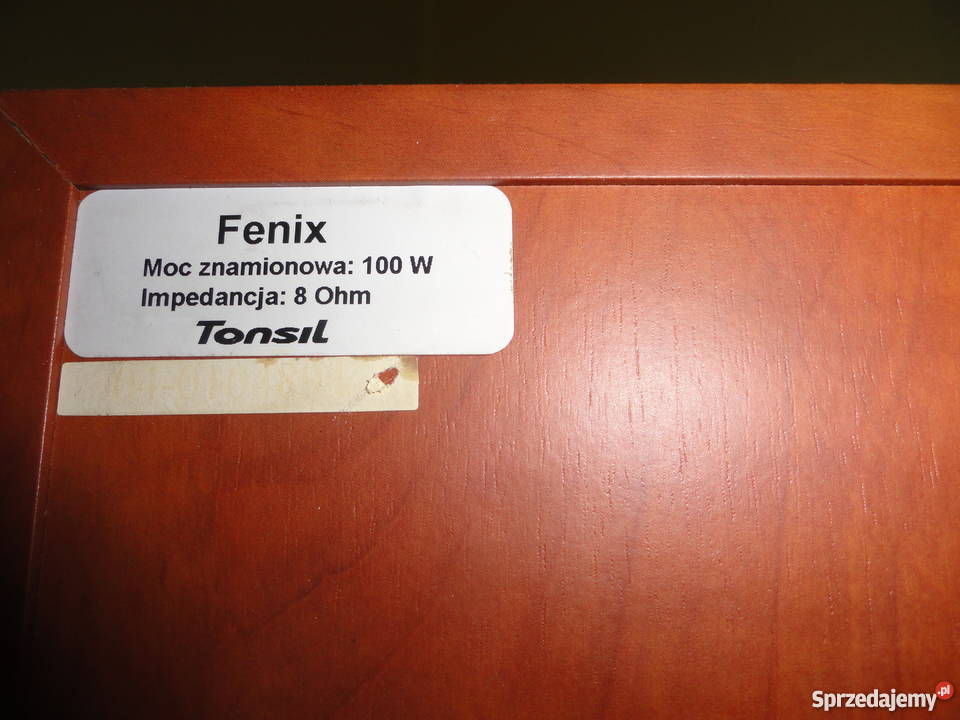 Fenix
Moc znamionowa: 100 W
Impedancja: 8 Ohm
Tonsil
Sprzedajemy.pl